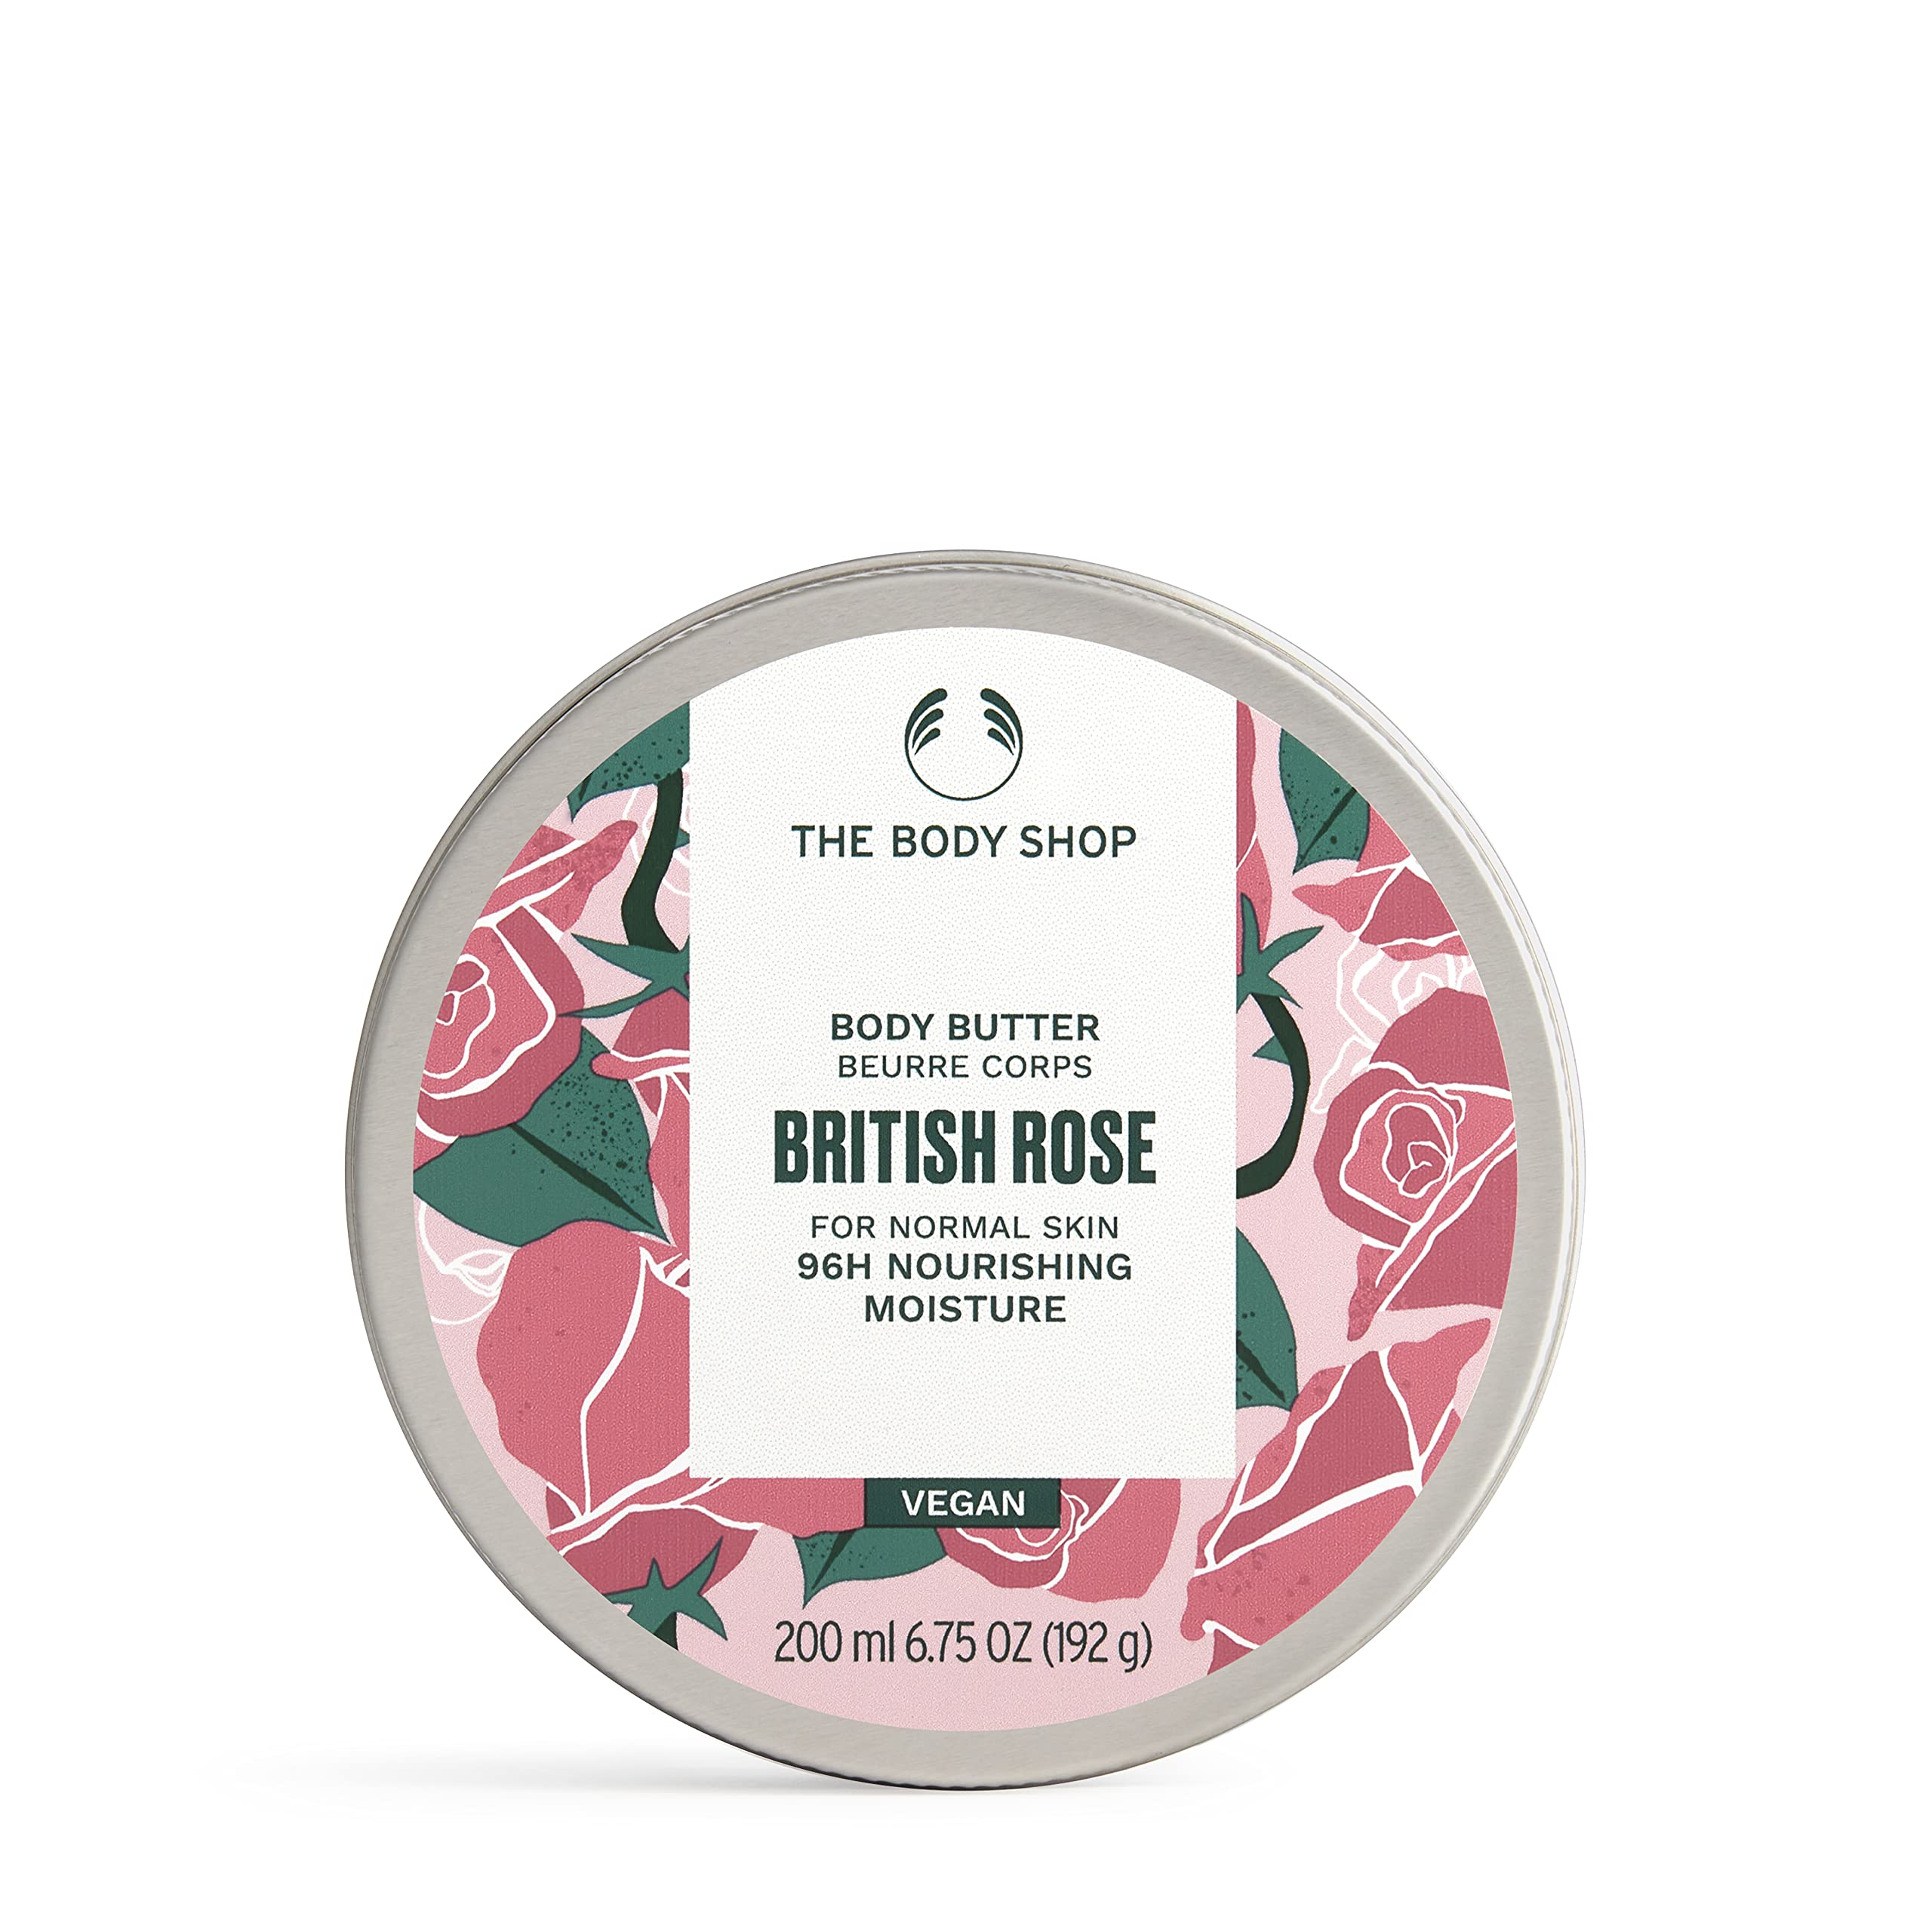 THE BODY SHOP
BODY BUTTER
BEURRE CORPS
BRITISH ROSE
FOR NORMAL SKIN
96H NOURISHING
MOISTURE
VEGAN
200 ml 6.75 OZ (192 g)